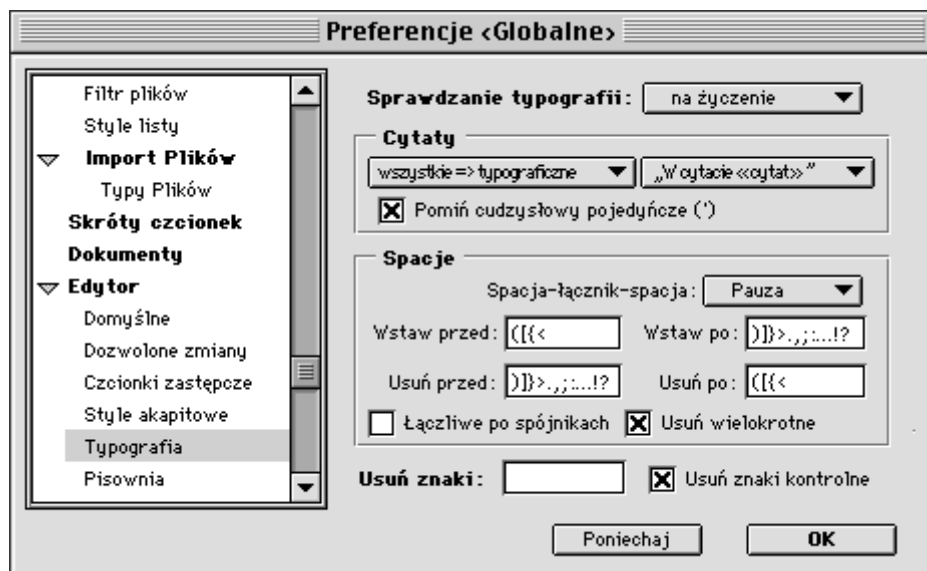 Preferencje <Globalne>
Filtr plików
Style listy
Import Plików
Typy Plików
Skróty czcionek
Dokumenty
Edytor
Domyślne
Dozwolone zmiany
Czcionki zastępcze
Style akapitowe
Typografia
Pisownia
Sprawdzanie typografii: na życzenie
Cytaty
wszystkie => typograficzne „W cytacie «cytat» ”
Pomiń cudzysłowy pojedyńcze (')
Spacje
Spacja-łącznik-spacja: Pauza
Wstaw przed: ([{< Wstaw po: )]}>.,;:...!?
Usuń przed: )]}>.,;:...!? Usuń po: ([{<
Łączliwe po spójnikach Usuń wielokrotne
Usuń znaki: Usuń znaki kontrolne
Poniechaj OK